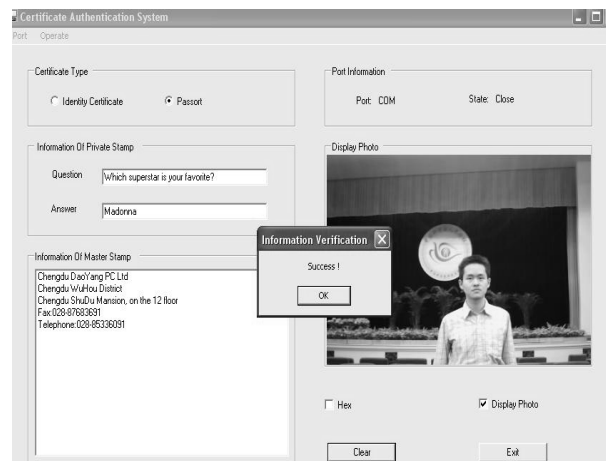 Certificate Authentication System
Port Operate
Certificate Type
Identity Certificate Passort
Port Information
Port: COM State: Close
Information Of Private Stamp
Question Which superstar is your favorite?
Answer Madonna
Display Photo
Information Verification
Success !
OK
Information Of Master Stamp
Chengdu DaoYang PC Ltd
Chengdu WuHou District
Chengdu ShuDu Mansion, on the 12 floor
Fax:028-87683691
Telephone:028-85336091
Hex Display Photo
Clear Exit